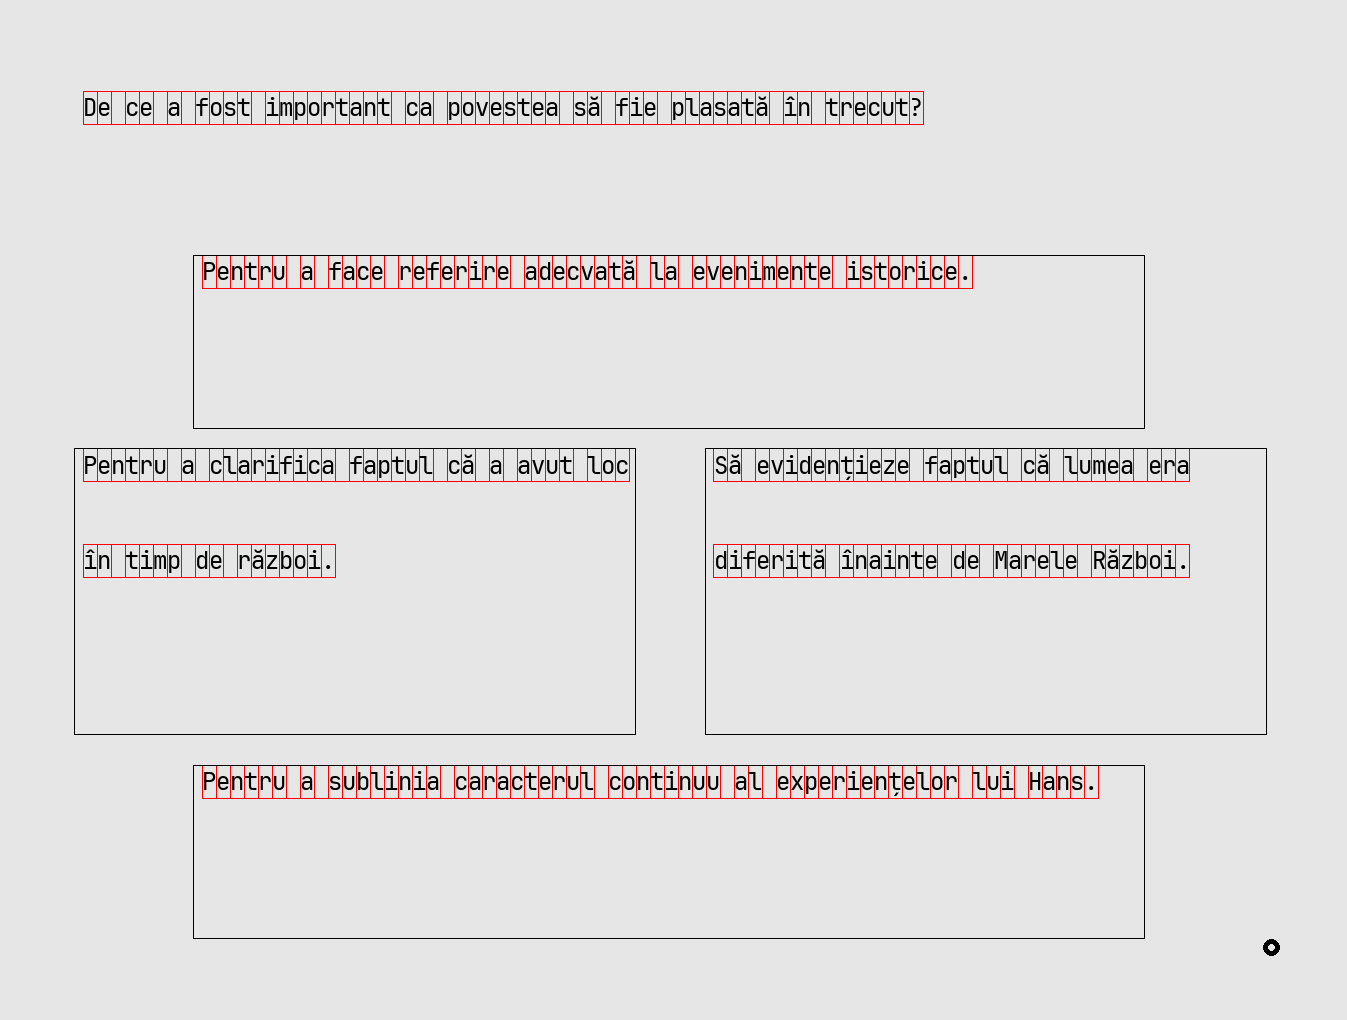 De ce a fost important ca povestea să fie plasată în trecut?
Pentru a face referire adecvată la evenimente istorice.
Pentru a clarifica faptul că a avut loc
în timp de război.
Să evidențieze faptul că lumea era
diferită înainte de Marele Război.
Pentru a sublinia caracterul continuu al experiențelor lui Hans.